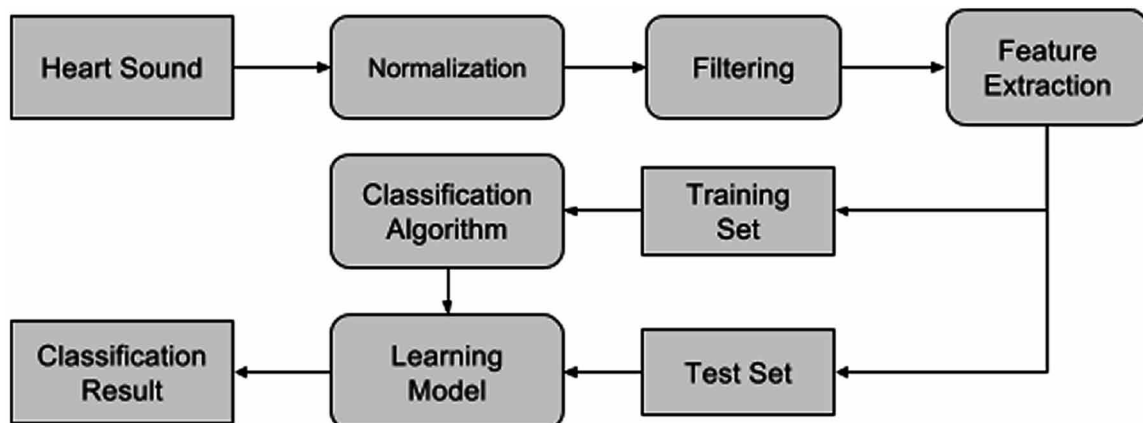 Heart Sound
Normalization
Filtering
Feature
Extraction
Classification
Algorithm
Training
Set
Classification
Result
Learning
Model
Test Set